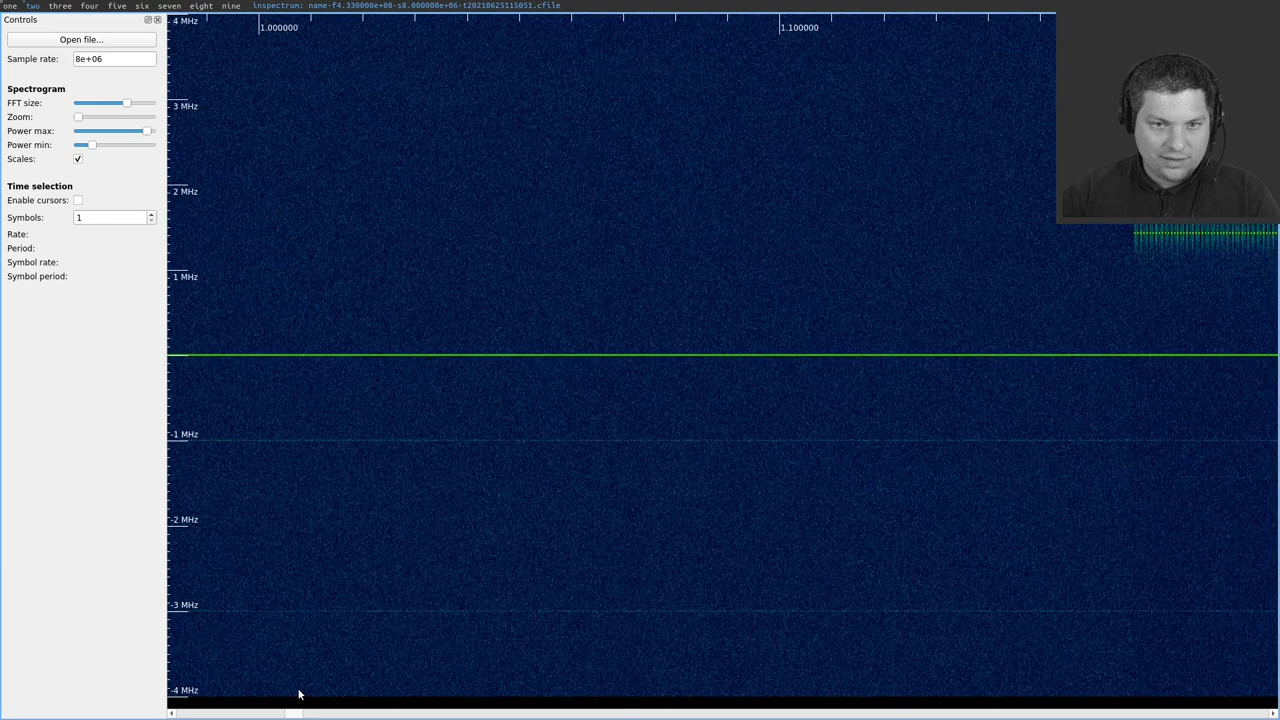 one two three four five six seven eight nine inspectrum: name-f4.330000e+08-s8.000000e+06-t20210625115051.cfile
Controls
Open file...
Sample rate: 8e+06
Spectrogram
FFT size:
Zoom:
Power max:
Power min:
Scales:
Time selection
Enable cursors:
Symbols: 1
Rate:
Period:
Symbol rate:
Symbol period:
1.000000 1.100000
4 MHz
3 MHz
2 MHz
1 MHz
-1 MHz
-2 MHz
-3 MHz
-4 MHz